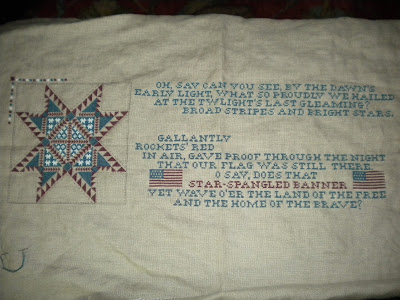 OH, SAY CAN YOU SEE, BY THE DAWN'S
EARLY LIGHT, WHAT SO PROUDLY WE HAILED
AT THE TWLIGHT'S LAST GLEAMING?
BROAD STRIPES AND BRIGHT STARS,
GALLANTLY
ROCKETS' RED
IN AIR, GAVE PROOF THROUGH THE NIGHT
THAT OUR FLAG WAS STILL THERE.
O SAY, DOES THAT
STAR-SPANGLED BANNER
YET WAVE O'ER THE LAND OF THE FREE
AND THE HOME OF THE BRAVE?
U